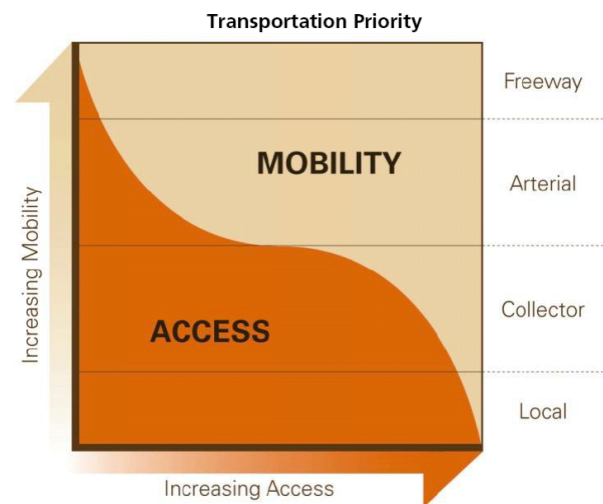 Transportation Priority
Freeway
MOBILITY
Arterial
Increasing Mobility
ACCESS
Collector
Local
Increasing Access